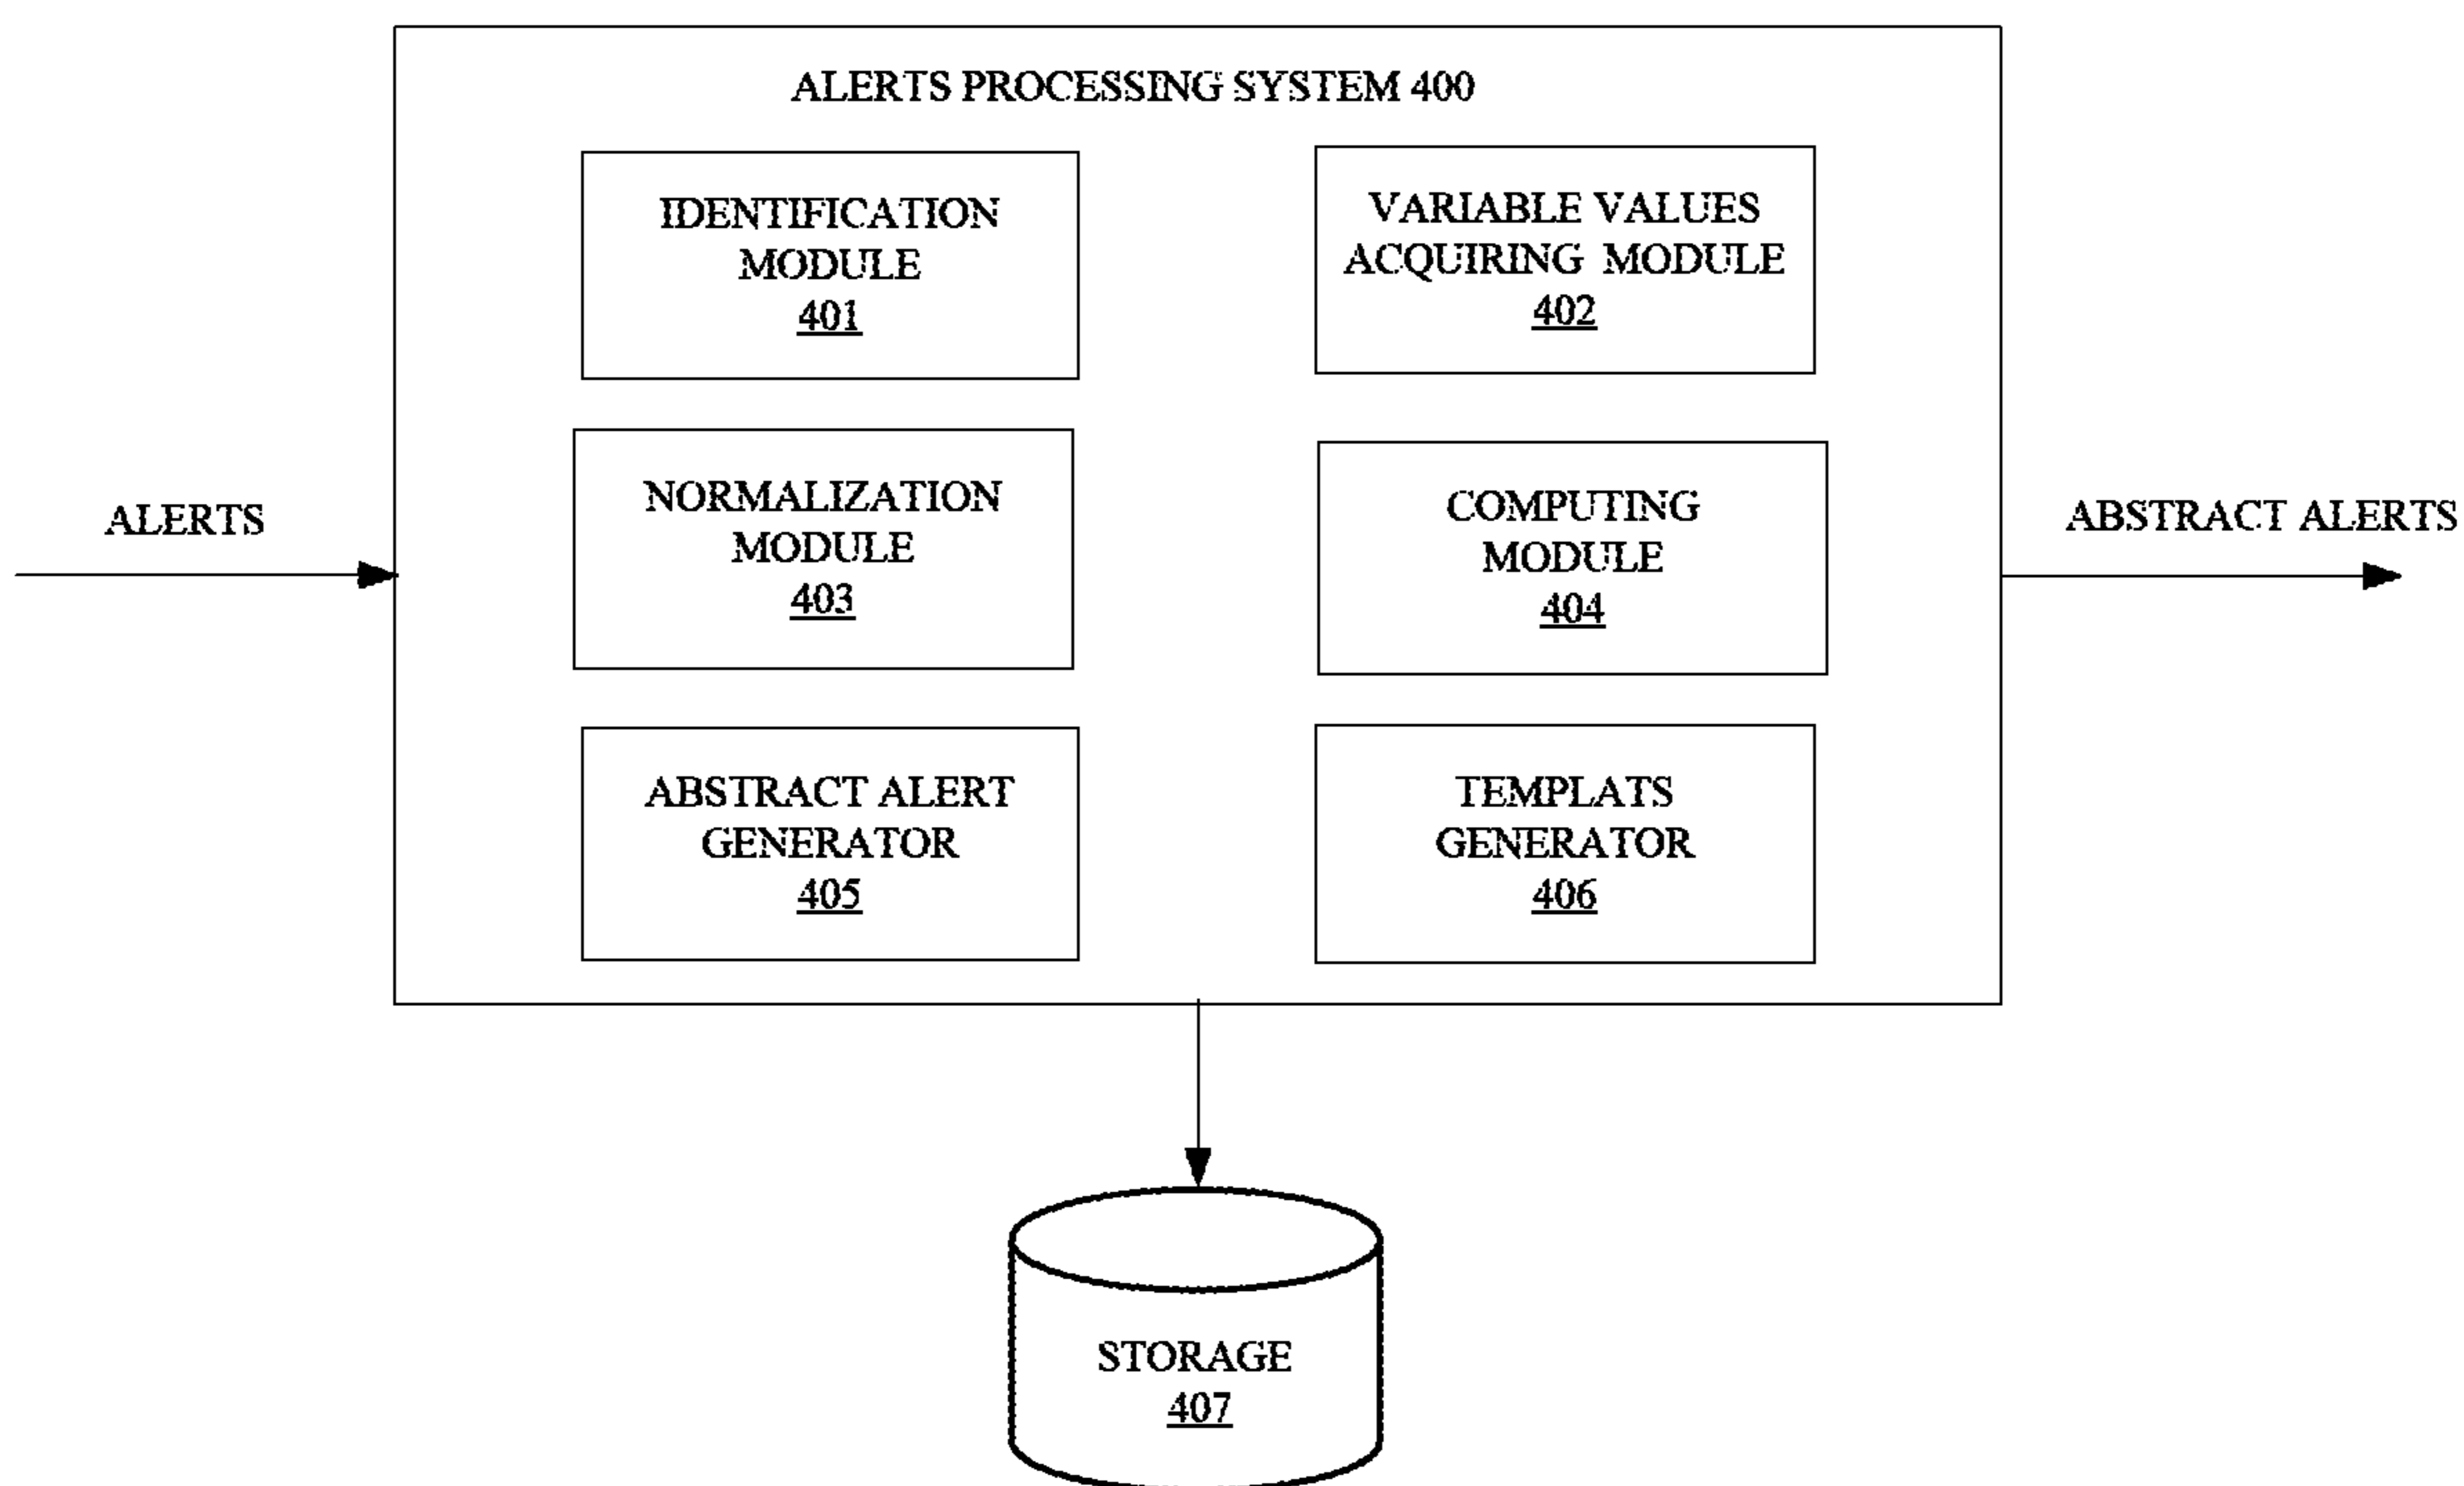 ALERTS PROCESSING SYSTEM 400
IDENTIFICATION
MODULE
401
VARIABLE VALUES
ACQUIRING MODULE
402
NORMALIZATION
MODULE
403
COMPUTING
MODULE
404
ALERTS
ABSTRACT ALERTS
ABSTRACT ALERT
GENERATOR
405
TEMPLATS
GENERATOR
406
STORAGE
407